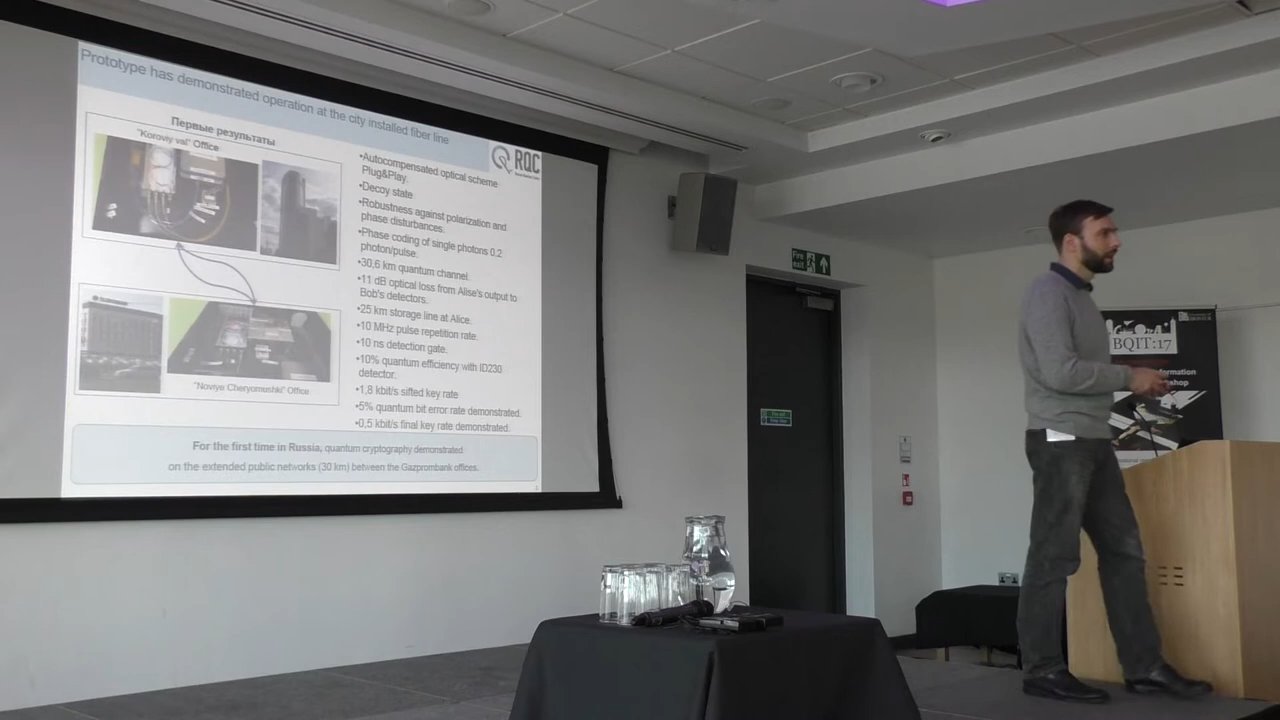 Prototype has demonstrated operation at the city installed fiber line
Первые результаты
"Koroviy val" Office
RQC
•Autocompensated optical scheme
Plug&Play.
•Decoy state.
•Robustness against polarization and
phase disturbances.
•Phase coding of single photons 0.2
photon/pulse.
•30,6 km quantum channel.
•11 dB optical loss from Alise's output to
Bob's detectors.
•25 km storage line at Alice.
•10 MHz pulse repetition rate.
•10 ns detection gate.
•10% quantum efficiency with ID230
detector.
•1,8 kbit/s sifted key rate
•5% quantum bit error rate demonstrated.
•0,5 kbit/s final key rate demonstrated.
"Noviye Cheryomushki" Office
For the first time in Russia, quantum cryptography demonstrated
on the extended public networks (30 km) between the Gazprombank offices.
Fire
exit
BQIT:17